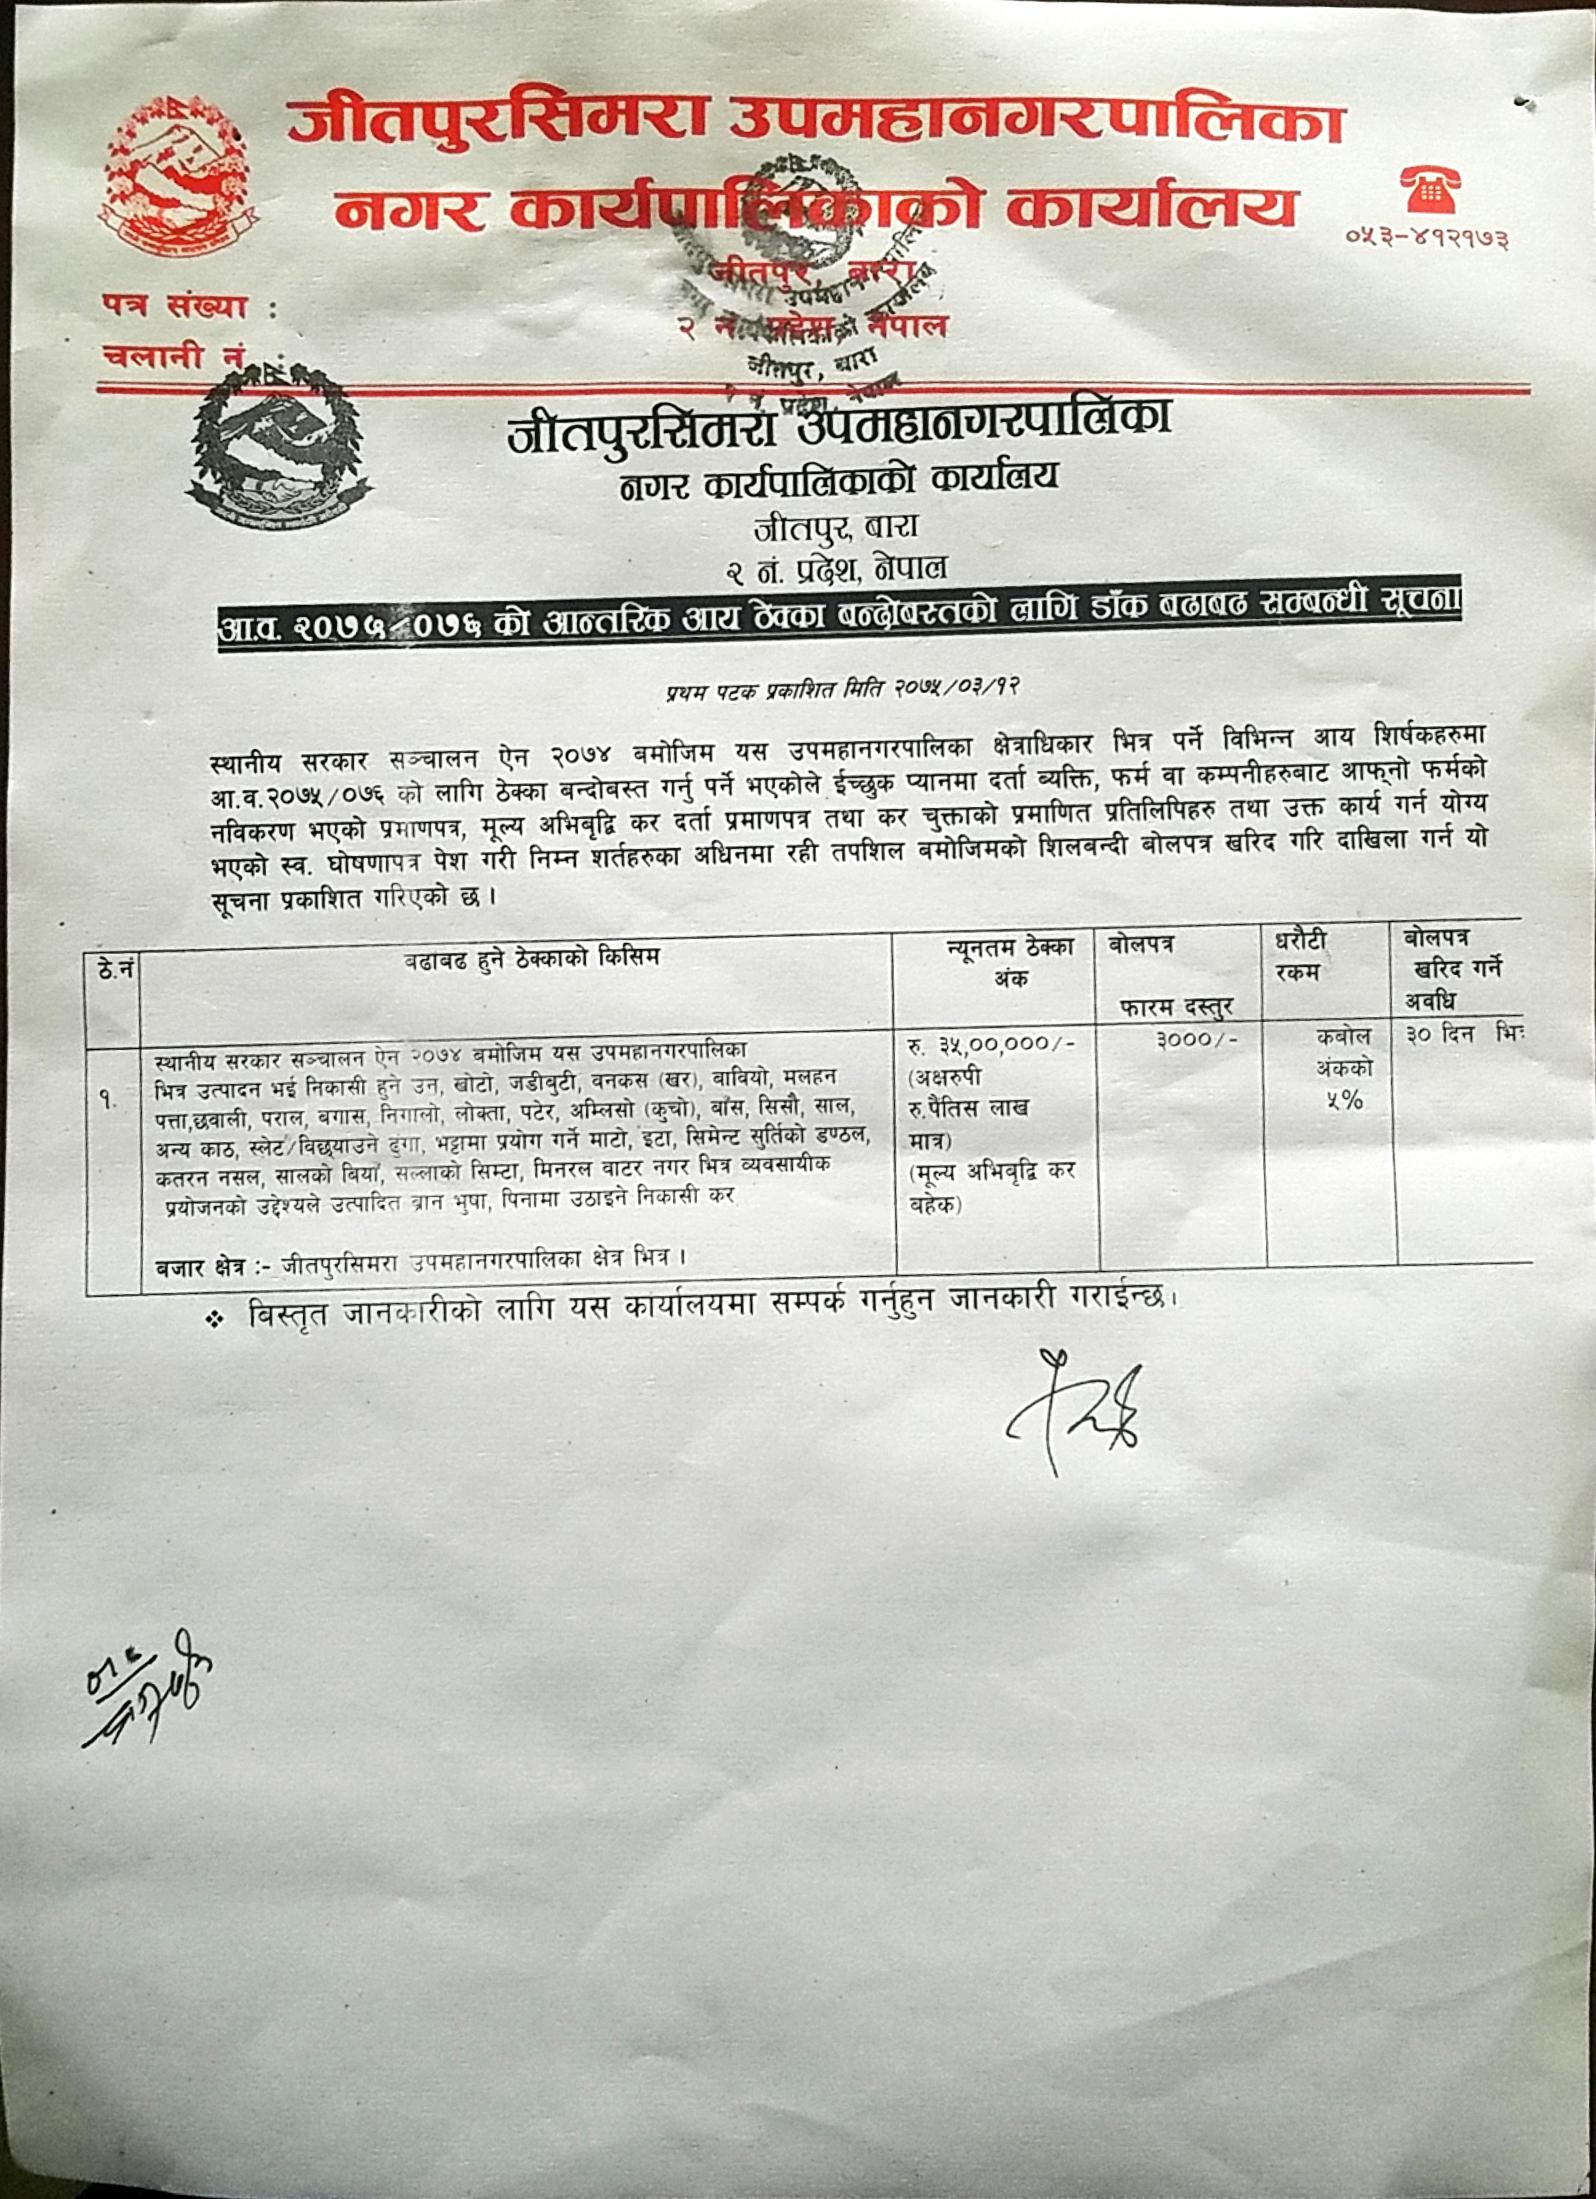 जीतपुरसिमरा उपमहानगरपालिका
नगर कार्यपालिकाको कार्यालय
०५३-४१२१७३
जीतपुर, बारा
पत्र संख्या :
२ नं. प्रदेश, नेपाल
चलानी नं. :
जीतपुर, बारा
२ नं. प्रदेश, नेपाल
जीतपुरसिमरा उपमहानगरपालिका
नगर कार्यपालिकाको कार्यालय
जीतपुर, बारा
२ नं. प्रदेश, नेपाल
आ.व. २०७५/०७६ को आन्तरिक आय ठेक्का बन्दोबस्तको लागि डाँक बढाबढ सम्बन्धी सूचना
प्रथम पटक प्रकाशित मिति २०७५/०३/१२
स्थानीय सरकार सञ्चालन ऐन २०७४ बमोजिम यस उपमहानगरपालिका क्षेत्राधिकार भित्र पर्ने विभिन्न आय शिर्षकहरुमा
आ.व.२०७५/०७६ को लागि ठेक्का बन्दोबस्त गर्नु पर्ने भएकोले ईच्छुक प्यानमा दर्ता व्यक्ति, फर्म वा कम्पनीहरुबाट आफ्नो फर्मको
नविकरण भएको प्रमाणपत्र, मूल्य अभिबृद्वि कर दर्ता प्रमाणपत्र तथा कर चुक्ताको प्रमाणित प्रतिलिपिहरु तथा उक्त कार्य गर्न योग्य
भएको स्व. घोषणापत्र पेश गरी निम्न शर्तहरुका अधिनमा रही तपशिल बमोजिमको शिलबन्दी बोलपत्र खरिद गरि दाखिला गर्न यो
सूचना प्रकाशित गरिएको छ ।
ठे.नं बढाबढ हुने ठेक्काको किसिम न्यूनतम ठेक्का अंक बोलपत्र फारम दस्तुर धरौटी रकम बोलपत्र खरिद गर्ने अवधि
१. स्थानीय सरकार सञ्चालन ऐन २०७४ बमोजिम यस उपमहानगरपालिका
भित्र उत्पादन भई निकासी हुने उन, खोटो, जडीबुटी, वनकस (खर), बावियो, मलहन
पत्ता,छवाली, पराल, बगास, निगालो, लोक्ता, पटेर, अम्लिसो (कुचो), बाँस, सिसौ, साल,
अन्य काठ, स्लेट/विछ्याउने ढुंगा, भट्टामा प्रयोग गर्ने माटो, इटा, सिमेन्ट सुर्तिको डण्ठल,
कतरन नसल, सालको बियाँ, सल्लाको सिम्टा, मिनरल वाटर नगर भित्र व्यवसायीक
प्रयोजनको उद्देश्यले उत्पादित ब्रान भुषा, पिनामा उठाइने निकासी कर
बजार क्षेत्र :- जीतपुरसिमरा उपमहानगरपालिका क्षेत्र भित्र ।
रु. ३५,००,०००/-
(अक्षरुपी
रु.पैतिस लाख
मात्र)
(मूल्य अभिबृद्वि कर
बहेक)
३०००/-
कबोल
अंकको
५%
३० दिन भि
❖ विस्तृत जानकारीको लागि यस कार्यालयमा सम्पर्क गर्नुहुन जानकारी गराईन्छ।